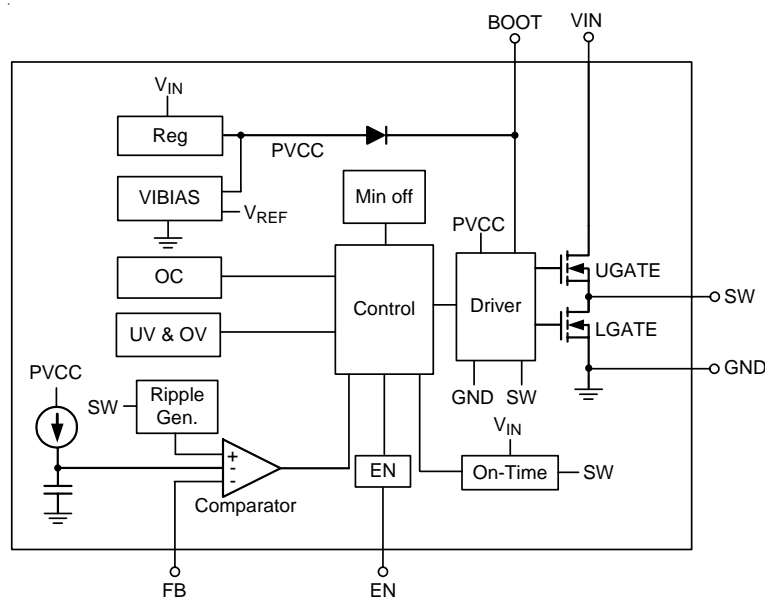 BOOT VIN
VIN
Reg
PVCC
VIBIAS
VREF
Min off
PVCC
OC
Control
Driver
UGATE
SW
UV & OV
LGATE
PVCC
SW
Ripple
Gen.
GND SW
GND
VIN
+
-
-
EN
On-Time
SW
Comparator
FB
EN